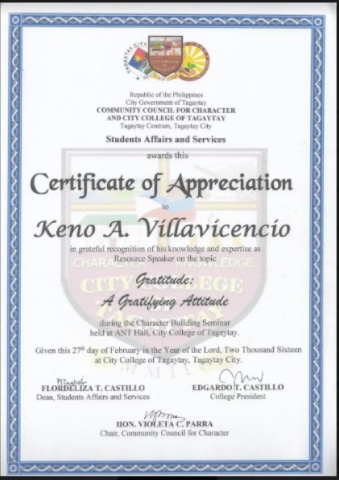 Republic of the Philippines
City Government of Tagaytay
COMMUNITY COUNCIL FOR CHARACTER
AND CITY COLLEGE OF TAGAYTAY
Tagaytay Centrum, Tagaytay City
Students Affairs and Services
awards this
Certificate of Appreciation
to
Keno A. Villavicencio
in grateful recognition of his knowledge and expertise as
Resource Speaker on the topic
Gratitude:
A Gratifying Attitude
during the Character Building Seminar
held at ANT Hall, City College of Tagaytay.
Given this 27th day of February in the Year of the Lord, Two Thousand Sixteen
at City College of Tagaytay, Tagaytay City.
FLORDELIZA T. CASTILLO
Dean, Students Affairs and Services
EDGARDO T. CASTILLO
College President
HON. VIOLETA C. PARRA
Chair, Community Council for Character
CITY COLLEGE
TAGAYTAY